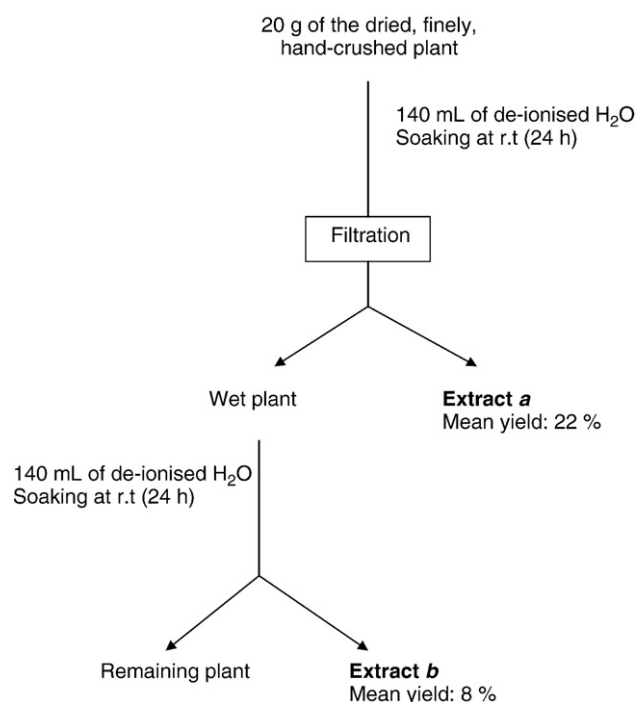 20 g of the dried, finely,
hand-crushed plant
140 mL of de-ionised H₂O
Soaking at r.t (24 h)
Filtration
Wet plant
Extract a
Mean yield: 22 %
140 mL of de-ionised H₂O
Soaking at r.t (24 h)
Remaining plant
Extract b
Mean yield: 8 %